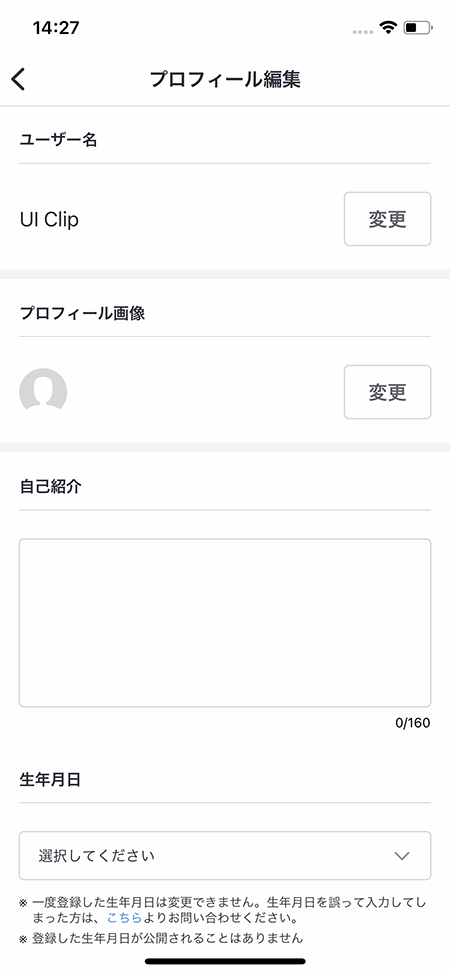 14:27
プロフィール編集
ユーザー名
UI Clip
変更
プロフィール画像
変更
自己紹介
0/160
生年月日
選択してください
※ 一度登録した生年月日は変更できません。生年月日を誤って入力してし
まった方は、こちらよりお問い合わせください。
※ 登録した生年月日が公開されることはありません